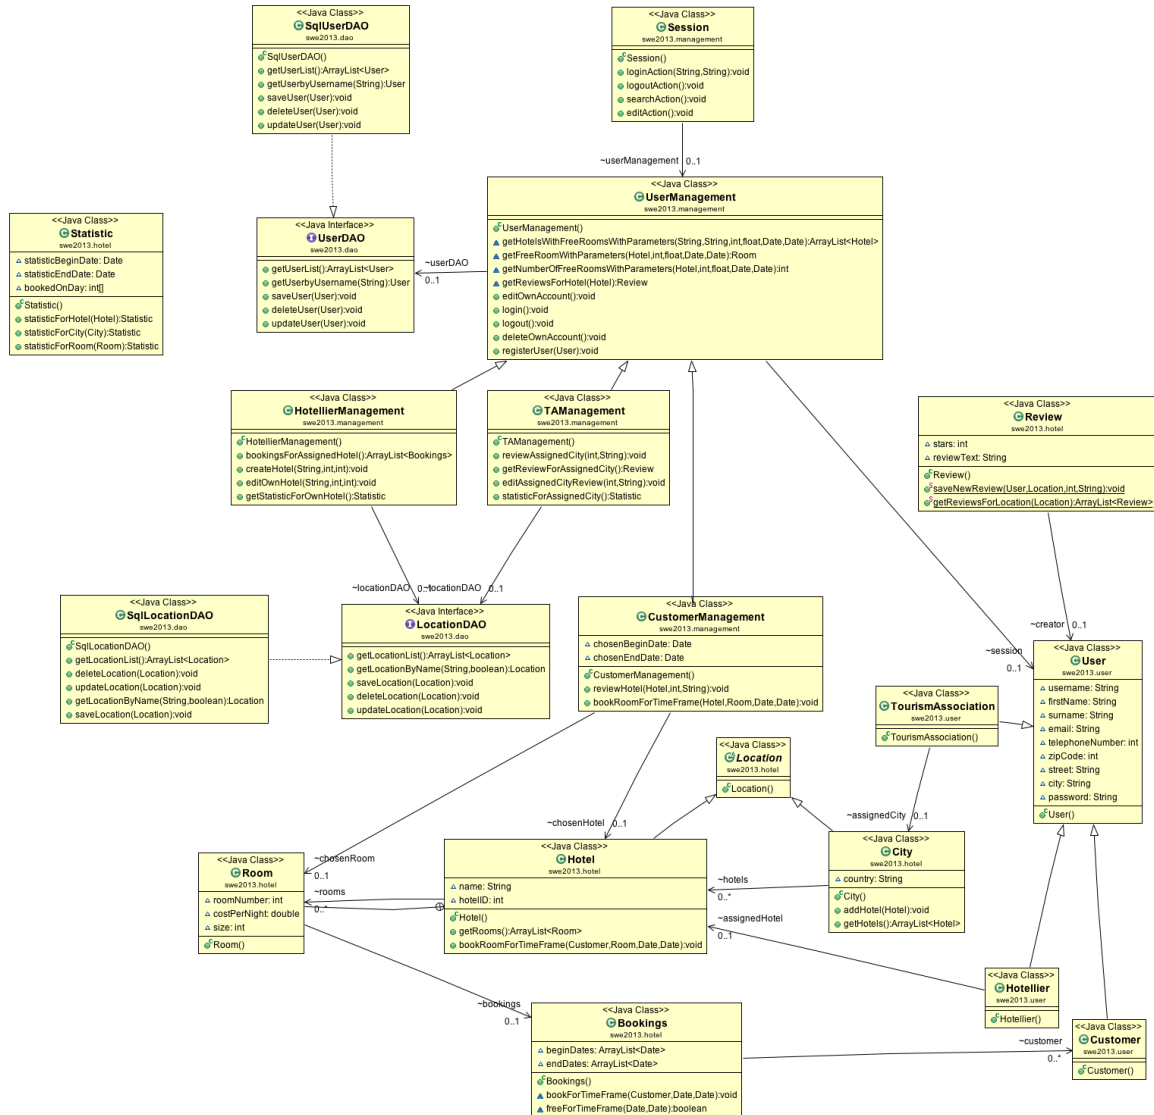 <<Java Class>>
SqlUserDAO
swe2013.dao
SqlUserDAO()
getUserList():ArrayList<User>
getUserbyUsername(String):User
saveUser(User):void
deleteUser(User):void
updateUser(User):void
<<Java Class>>
Session
swe2013.management
Session()
loginAction(String,String):void
logoutAction():void
searchAction():void
editAction():void
~userManagement
0..1
<<Java Class>>
UserManagement
swe2013.management
UserManagement()
getHotelsWithFreeRoomsWithParameters(String,String,int,float,Date,Date):ArrayList<Hotel>
getFreeRoomWithParameters(Hotel,int,float,Date,Date):Room
getNumberOfFreeRoomsWithParameters(Hotel,int,float,Date,Date):int
getReviewsForHotel(Hotel):Review
editOwnAccount():void
login():void
logout():void
deleteOwnAccount():void
registerUser(User):void
<<Java Class>>
Statistic
swe2013.hotel
statisticBeginDate: Date
statisticEndDate: Date
bookedOnDay: int[]
Statistic()
statisticForHotel(Hotel):Statistic
statisticForCity(City):Statistic
statisticForRoom(Room):Statistic
<<Java Interface>>
UserDAO
swe2013.dao
getUserList():ArrayList<User>
getUserbyUsername(String):User
saveUser(User):void
deleteUser(User):void
updateUser(User):void
~userDAO
0..1
<<Java Class>>
HotellierManagement
swe2013.management
HotellierManagement()
bookingsForAssignedHotel():ArrayList<Bookings>
createHotel(String,int,int):void
editOwnHotel(String,int,int):void
getStatisticForOwnHotel():Statistic
<<Java Class>>
TAManagement
swe2013.management
TAManagement()
reviewAssignedCity(int,String):void
getReviewForAssignedCity():Review
editAssignedCityReview(int,String):void
statisticForAssignedCity():Statistic
<<Java Class>>
Review
swe2013.hotel
stars: int
reviewText: String
Review()
saveNewReview(User,Location,int,String):void
getReviewsForLocation(Location):ArrayList<Review>
~locationDAO
0..1
~locationDAO
0..1
<<Java Class>>
SqlLocationDAO
swe2013.dao
SqlLocationDAO()
getLocationList():ArrayList<Location>
deleteLocation(Location):void
updateLocation(Location):void
getLocationByName(String,boolean):Location
saveLocation(Location):void
<<Java Interface>>
LocationDAO
swe2013.dao
getLocationList():ArrayList<Location>
getLocationByName(String,boolean):Location
saveLocation(Location):void
deleteLocation(Location):void
updateLocation(Location):void
<<Java Class>>
CustomerManagement
swe2013.management
chosenBeginDate: Date
chosenEndDate: Date
CustomerManagement()
reviewHotel(Hotel,int,String):void
bookRoomForTimeFrame(Hotel,Room,Date,Date):void
~creator
0..1
~session
0..1
<<Java Class>>
User
swe2013.user
username: String
firstName: String
surname: String
email: String
telephoneNumber: int
zipCode: int
street: String
city: String
password: String
User()
<<Java Class>>
TourismAssociation
swe2013.user
TourismAssociation()
<<Java Class>>
Location
swe2013.hotel
Location()
~assignedCity
0..1
~chosenHotel
0..1
~chosenRoom
0..1
<<Java Class>>
Room
swe2013.hotel
roomNumber: int
costPerNight: double
size: int
Room()
~rooms
0..*
<<Java Class>>
Hotel
swe2013.hotel
name: String
hotelID: int
Hotel()
getRooms():ArrayList<Room>
bookRoomForTimeFrame(Customer,Room,Date,Date):void
~hotels
0..*
<<Java Class>>
City
swe2013.hotel
country: String
City()
addHotel(Hotel):void
getHotels():ArrayList<Hotel>
~assignedHotel
0..1
<<Java Class>>
Hotellier
swe2013.user
Hotellier()
~bookings
0..1
<<Java Class>>
Bookings
swe2013.hotel
beginDates: ArrayList<Date>
endDates: ArrayList<Date>
Bookings()
bookForTimeFrame(Customer,Date,Date):void
freeForTimeFrame(Date,Date):boolean
~customer
0..*
<<Java Class>>
Customer
swe2013.user
Customer()